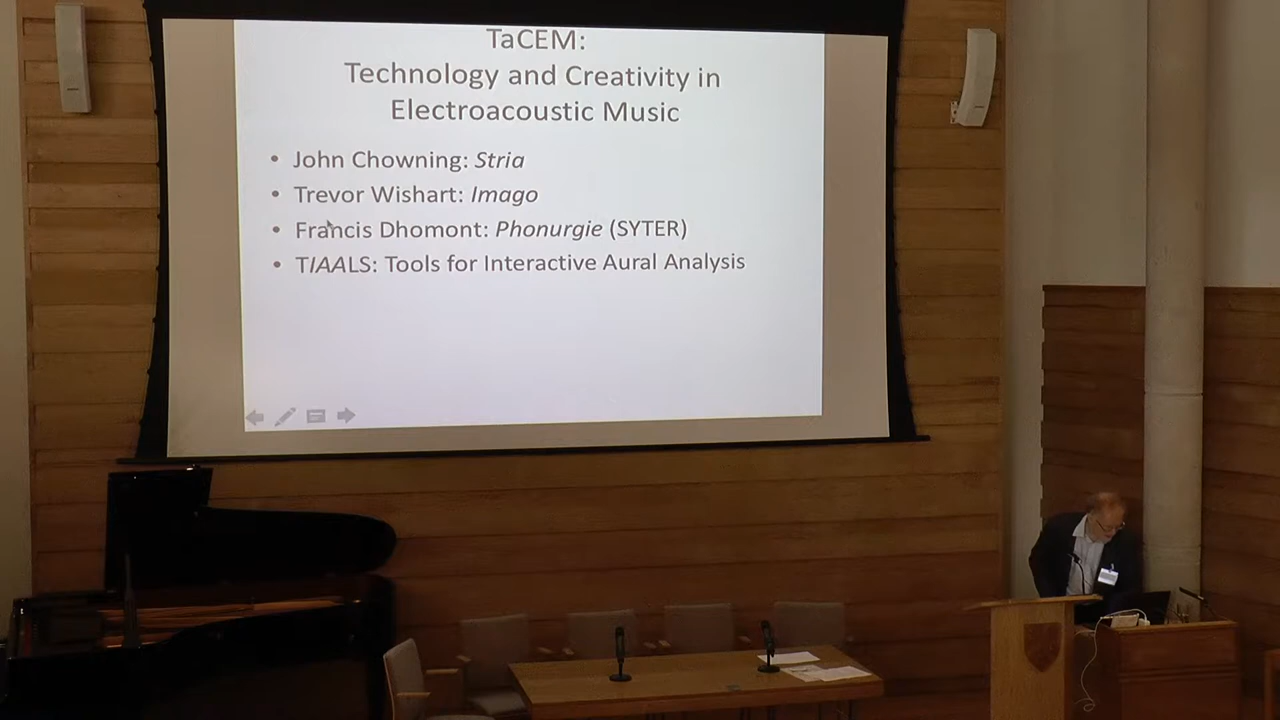 TaCEM:
Technology and Creativity in
Electroacoustic Music
• John Chowning: Stria
• Trevor Wishart: Imago
• Francis Dhomont: Phonurgie (SYTER)
• TIAALS: Tools for Interactive Aural Analysis